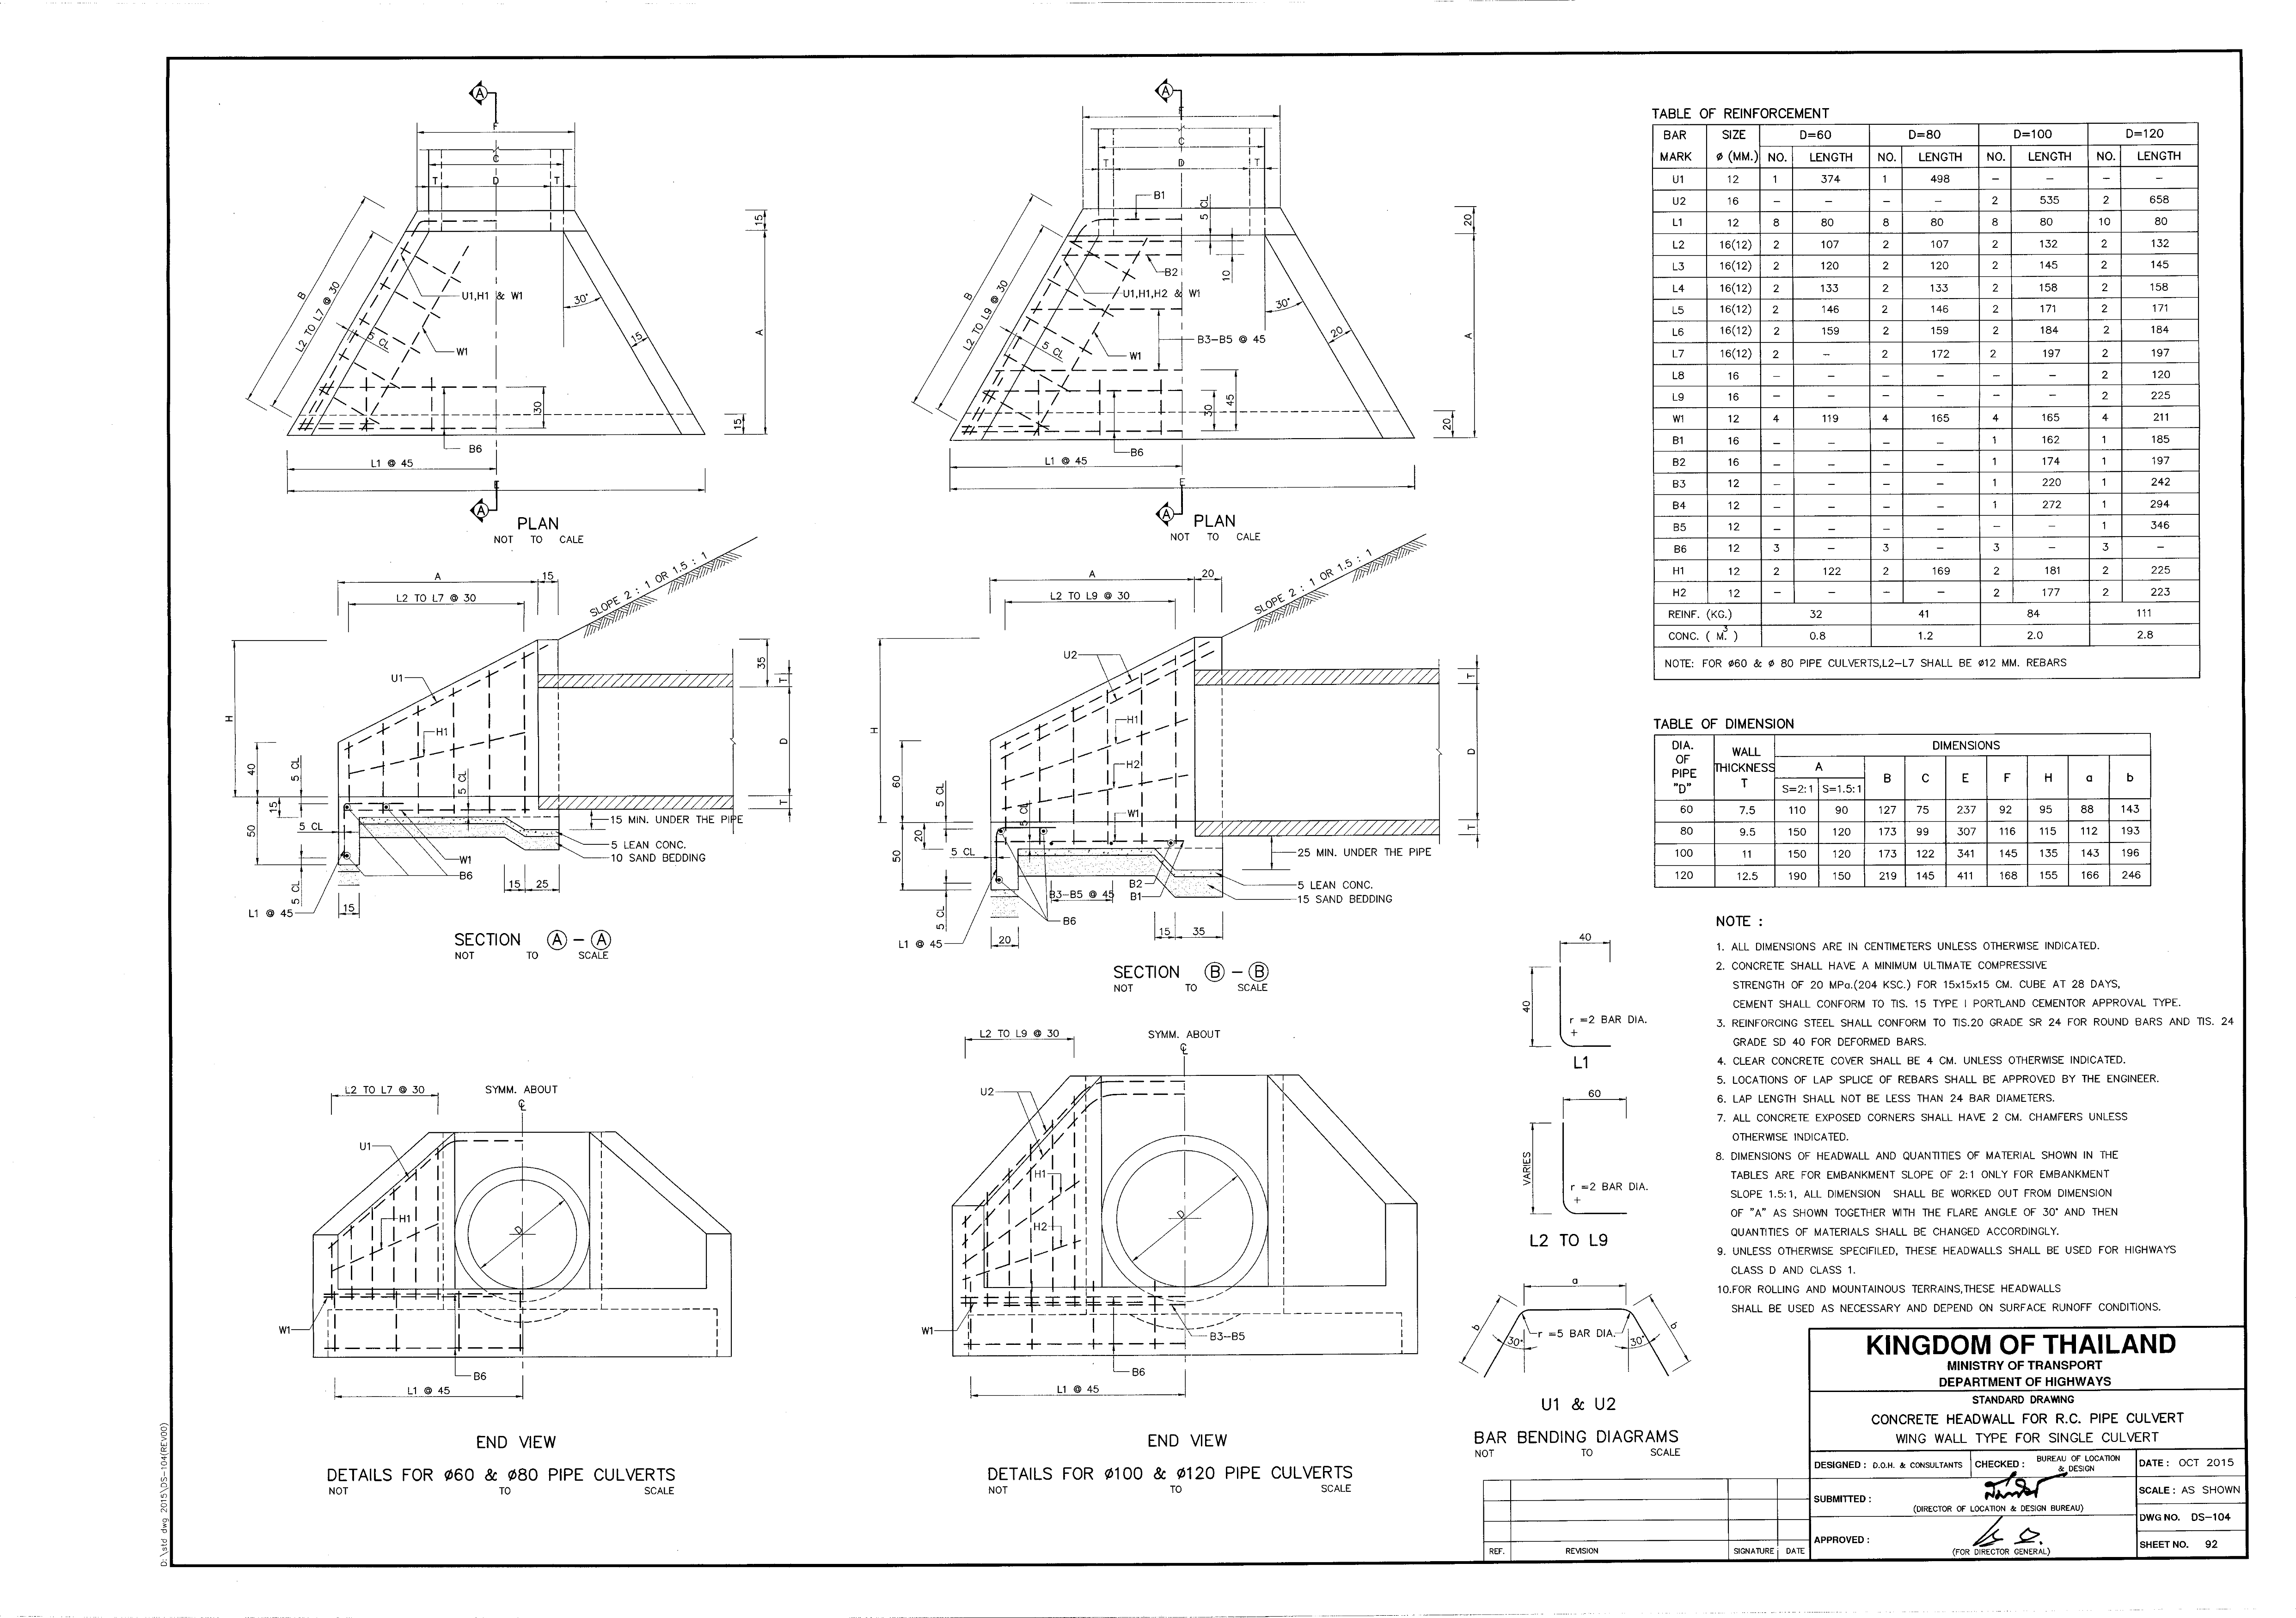 A
F
C
T D T
15
B
L2 TO L7 @ 30
5 CL
U1,H1 & W1
W1
30°
15
A
30
15
B6
L1 @ 45
E
A
PLAN
NOT TO CALE
A
F
C
T D T
B1
5 CL
20
B
L2 TO L9 @ 30
5 CL
B2
10
U1,H1,H2 & W1
30°
B3-B5 @ 45
W1
20
A
45
30
20
B6
L1 @ 45
E
A
PLAN
NOT TO CALE
A
15
L2 TO L7 @ 30
SLOPE 2 : 1 OR 1.5 : 1
35
T
U1
H
H1
D
40
5 CL
5 CL
15
T
50
5 CL
15 MIN. UNDER THE PIPE
5 LEAN CONC.
10 SAND BEDDING
W1
B6
15 25
5 CL
L1 @ 45
15
SECTION A - A
NOT TO SCALE
A
20
L2 TO L9 @ 30
SLOPE 2 : 1 OR 1.5 : 1
U2
T
H
H1
D
H2
60
5 CL
5 CL
W1
20
T
50
5 CL
25 MIN. UNDER THE PIPE
B2
B3-B5 @ 45
B1
5 LEAN CONC.
15 SAND BEDDING
B6
5 CL
15 35
L1 @ 45
20
SECTION B - B
NOT TO SCALE
L2 TO L7 @ 30
SYMM. ABOUT
℄
U1
H1
D
W1
B6
L1 @ 45
END VIEW
DETAILS FOR ø60 & ø80 PIPE CULVERTS
NOT TO SCALE
L2 TO L9 @ 30
SYMM. ABOUT
℄
U2
H1
H2
D
W1
B3-B5
B6
L1 @ 45
END VIEW
DETAILS FOR ø100 & ø120 PIPE CULVERTS
NOT TO SCALE
40
40
r =2 BAR DIA.
+
L1
60
VARIES
r =2 BAR DIA.
+
L2 TO L9
a
b
b
r =5 BAR DIA.
30°
30°
U1 & U2
BAR BENDING DIAGRAMS
NOT TO SCALE
TABLE OF REINFORCEMENT
BAR SIZE D=60 D=80 D=100 D=120
MARK ø (MM.) NO. LENGTH NO. LENGTH NO. LENGTH NO. LENGTH
U1 12 1 374 1 498 - - - -
U2 16 - - - - 2 535 2 658
L1 12 8 80 8 80 8 80 10 80
L2 16(12) 2 107 2 107 2 132 2 132
L3 16(12) 2 120 2 120 2 145 2 145
L4 16(12) 2 133 2 133 2 158 2 158
L5 16(12) 2 146 2 146 2 171 2 171
L6 16(12) 2 159 2 159 2 184 2 184
L7 16(12) 2 - 2 172 2 197 2 197
L8 16 - - - - - - 2 120
L9 16 - - - - - - 2 225
W1 12 4 119 4 165 4 165 4 211
B1 16 - - - - 1 162 1 185
B2 16 - - - - 1 174 1 197
B3 12 - - - - 1 220 1 242
B4 12 - - - - 1 272 1 294
B5 12 - - - - - - 1 346
B6 12 3 - 3 - 3 - 3 -
H1 12 2 122 2 169 2 181 2 225
H2 12 - - - - 2 177 2 223
REINF. (KG.) 32 41 84 111
CONC. ( M.³ ) 0.8 1.2 2.0 2.8
NOTE: FOR ø60 & ø 80 PIPE CULVERTS,L2-L7 SHALL BE ø12 MM. REBARS
TABLE OF DIMENSION
DIA. OF PIPE "D" WALL THICKNESS T DIMENSIONS
A B C E F H a b
S=2:1 S=1.5:1
60 7.5 110 90 127 75 237 92 95 88 143
80 9.5 150 120 173 99 307 116 115 112 193
100 11 150 120 173 122 341 145 135 143 196
120 12.5 190 150 219 145 411 168 155 166 246
NOTE :
1. ALL DIMENSIONS ARE IN CENTIMETERS UNLESS OTHERWISE INDICATED.
2. CONCRETE SHALL HAVE A MINIMUM ULTIMATE COMPRESSIVE
STRENGTH OF 20 MPa.(204 KSC.) FOR 15x15x15 CM. CUBE AT 28 DAYS,
CEMENT SHALL CONFORM TO TIS. 15 TYPE I PORTLAND CEMENTOR APPROVAL TYPE.
3. REINFORCING STEEL SHALL CONFORM TO TIS.20 GRADE SR 24 FOR ROUND BARS AND TIS. 24
GRADE SD 40 FOR DEFORMED BARS.
4. CLEAR CONCRETE COVER SHALL BE 4 CM. UNLESS OTHERWISE INDICATED.
5. LOCATIONS OF LAP SPLICE OF REBARS SHALL BE APPROVED BY THE ENGINEER.
6. LAP LENGTH SHALL NOT BE LESS THAN 24 BAR DIAMETERS.
7. ALL CONCRETE EXPOSED CORNERS SHALL HAVE 2 CM. CHAMFERS UNLESS
OTHERWISE INDICATED.
8. DIMENSIONS OF HEADWALL AND QUANTITIES OF MATERIAL SHOWN IN THE
TABLES ARE FOR EMBANKMENT SLOPE OF 2:1 ONLY FOR EMBANKMENT
SLOPE 1.5:1, ALL DIMENSION SHALL BE WORKED OUT FROM DIMENSION
OF "A" AS SHOWN TOGETHER WITH THE FLARE ANGLE OF 30° AND THEN
QUANTITIES OF MATERIALS SHALL BE CHANGED ACCORDINGLY.
9. UNLESS OTHERWISE SPECIFILED, THESE HEADWALLS SHALL BE USED FOR HIGHWAYS
CLASS D AND CLASS 1.
10.FOR ROLLING AND MOUNTAINOUS TERRAINS,THESE HEADWALLS
SHALL BE USED AS NECESSARY AND DEPEND ON SURFACE RUNOFF CONDITIONS.
KINGDOM OF THAILAND
MINISTRY OF TRANSPORT
DEPARTMENT OF HIGHWAYS
STANDARD DRAWING
CONCRETE HEADWALL FOR R.C. PIPE CULVERT
WING WALL TYPE FOR SINGLE CULVERT
DESIGNED : D.O.H. & CONSULTANTS CHECKED : BUREAU OF LOCATION & DESIGN DATE : OCT 2015
SUBMITTED :
(DIRECTOR OF LOCATION & DESIGN BUREAU)
SCALE : AS SHOWN
DWG NO. DS-104
APPROVED :
(FOR DIRECTOR GENERAL)
SHEET NO. 92
REF. REVISION SIGNATURE DATE
D:\std dwg 2015\DS-104(REV00)